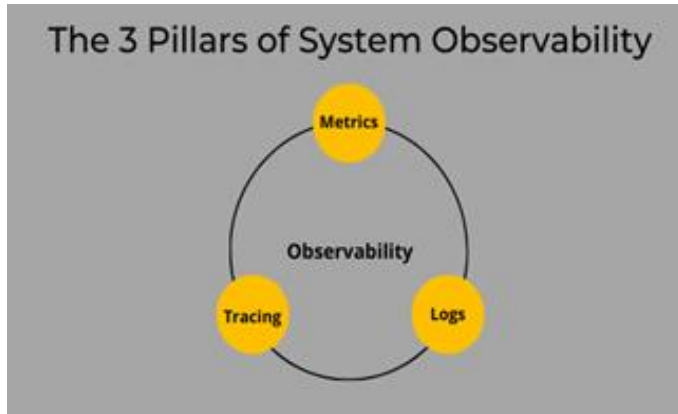 The 3 Pillars of System Observability
Metrics
Observability
Tracing
Logs